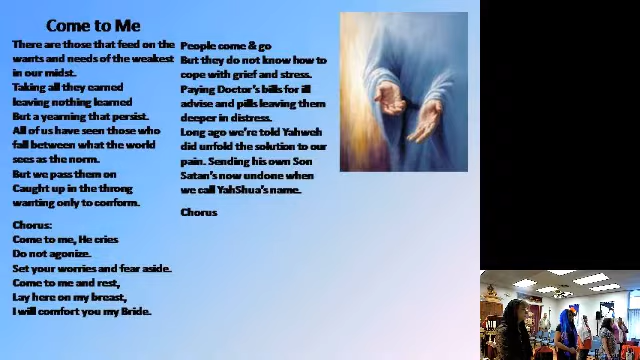 Come to Me
There are those that feed on the
wants and needs of the weakest
in our midst.
Taking all they earned
leaving nothing learned
But a yearning that persist.
All of us have seen those who
fall between what the world
sees as the norm.
But we pass them on
Caught up in the throng
wanting only to conform.
Chorus:
Come to me, He cries
Do not agonize.
Set your worries and fear aside.
Come to me and rest,
Lay here on my breast,
I will comfort you my Bride.
People come & go
But they do not know how to
cope with grief and stress.
Paying Doctor's bills for ill
advise and pills leaving them
deeper in distress.
Long ago we're told Yahweh
did unfold the solution to our
pain. Sending his own Son
Satan's now undone when
we call YahShua's name.
Chorus